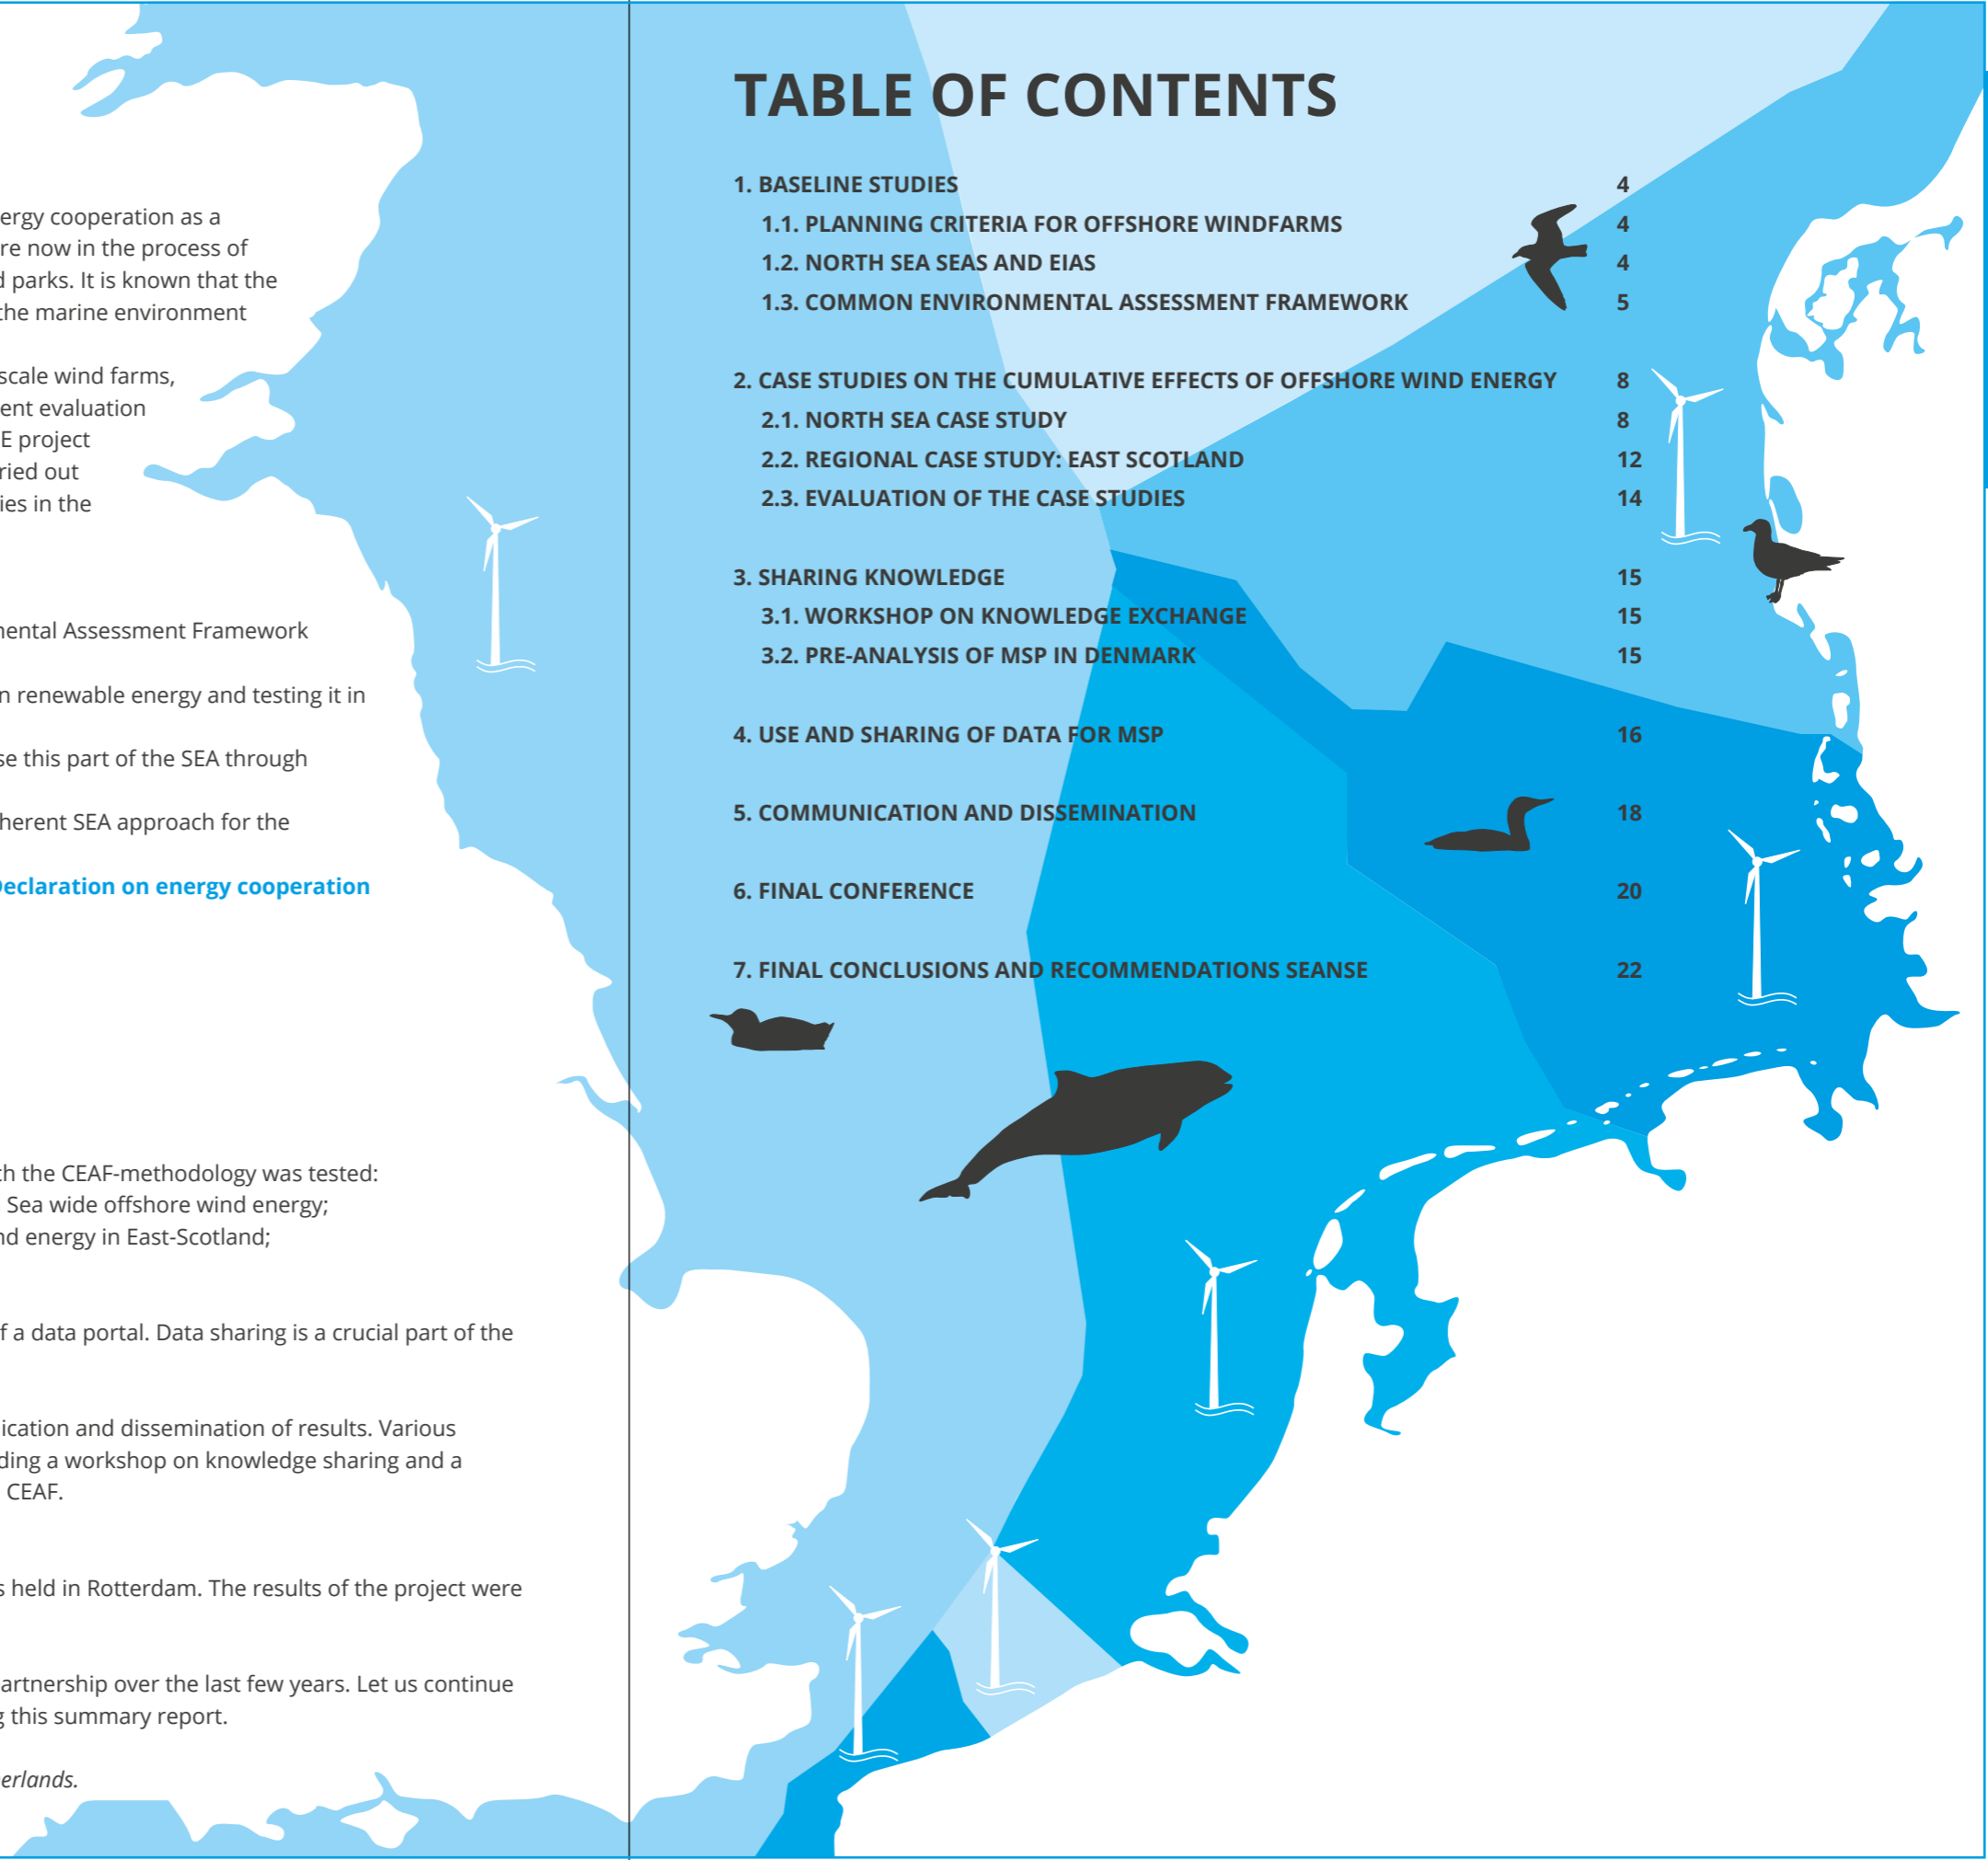 ergy cooperation as a
re now in the process of
d parks. It is known that the
the marine environment
scale wind farms,
ent evaluation
E project
ried out
ies in the
mental Assessment Framework
n renewable energy and testing it in
se this part of the SEA through
herent SEA approach for the
Declaration on energy cooperation
th the CEAF-methodology was tested:
Sea wide offshore wind energy;
nd energy in East-Scotland;
f a data portal. Data sharing is a crucial part of the
ication and dissemination of results. Various
ding a workshop on knowledge sharing and a
CEAF.
s held in Rotterdam. The results of the project were
artnership over the last few years. Let us continue
g this summary report.
erlands.
TABLE OF CONTENTS
1. BASELINE STUDIES 4
1.1. PLANNING CRITERIA FOR OFFSHORE WINDFARMS 4
1.2. NORTH SEA SEAS AND EIAS 4
1.3. COMMON ENVIRONMENTAL ASSESSMENT FRAMEWORK 5
2. CASE STUDIES ON THE CUMULATIVE EFFECTS OF OFFSHORE WIND ENERGY 8
2.1. NORTH SEA CASE STUDY 8
2.2. REGIONAL CASE STUDY: EAST SCOTLAND 12
2.3. EVALUATION OF THE CASE STUDIES 14
3. SHARING KNOWLEDGE 15
3.1. WORKSHOP ON KNOWLEDGE EXCHANGE 15
3.2. PRE-ANALYSIS OF MSP IN DENMARK 15
4. USE AND SHARING OF DATA FOR MSP 16
5. COMMUNICATION AND DISSEMINATION 18
6. FINAL CONFERENCE 20
7. FINAL CONCLUSIONS AND RECOMMENDATIONS SEANSE 22